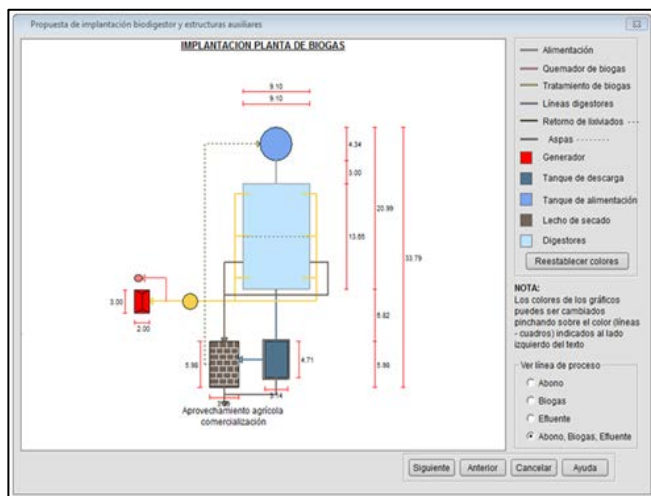 Propuesta de implantación biodigestor y estructuras auxiliares
IMPLANTACIÓN PLANTA DE BIOGAS
9.10
9.10
4.34
3.00
20.99
13.65
33.79
3.00
2.00
5.82
5.98
4.71
5.98
3.14
Aprovechamiento agrícola
comercialización
Alimentación
Quemador de biogas
Tratamiento de biogas
Líneas digestores
Retorno de lixiviados
Aspas
Generador
Tanque de descarga
Tanque de alimentación
Lecho de secado
Digestores
Reestablecer colores
NOTA:
Los colores de los gráficos
puedes ser cambiados
pinchando sobre el color (líneas
- cuadros) indicados al lado
izquierdo del texto
Ver línea de proceso
Abono
Biogas
Efluente
Abono, Biogas, Efluente
Siguiente
Anterior
Cancelar
Ayuda